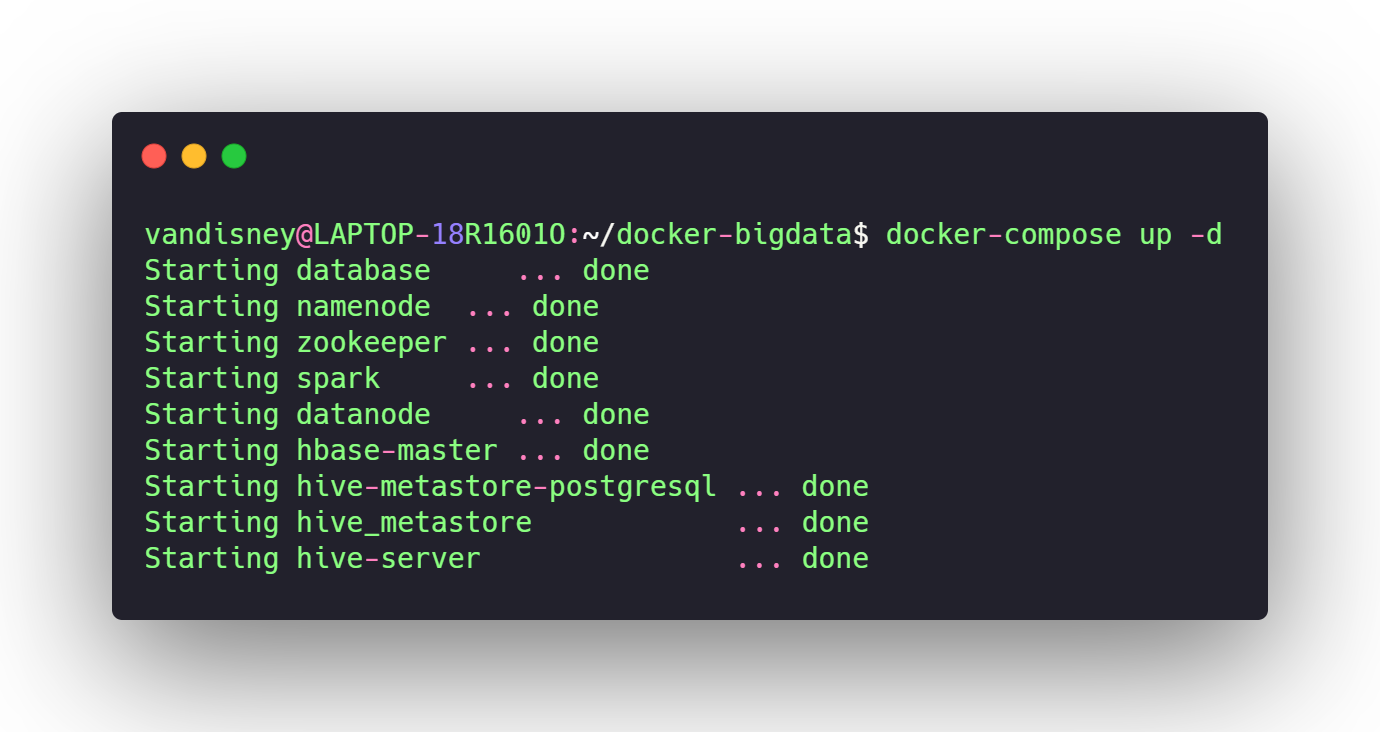 vandisney@LAPTOP-18R1601O:~/docker-bigdata$ docker-compose up -d
Starting database     ... done
Starting namenode  ... done
Starting zookeeper ... done
Starting spark     ... done
Starting datanode     ... done
Starting hbase-master ... done
Starting hive-metastore-postgresql ... done
Starting hive_metastore            ... done
Starting hive-server               ... done